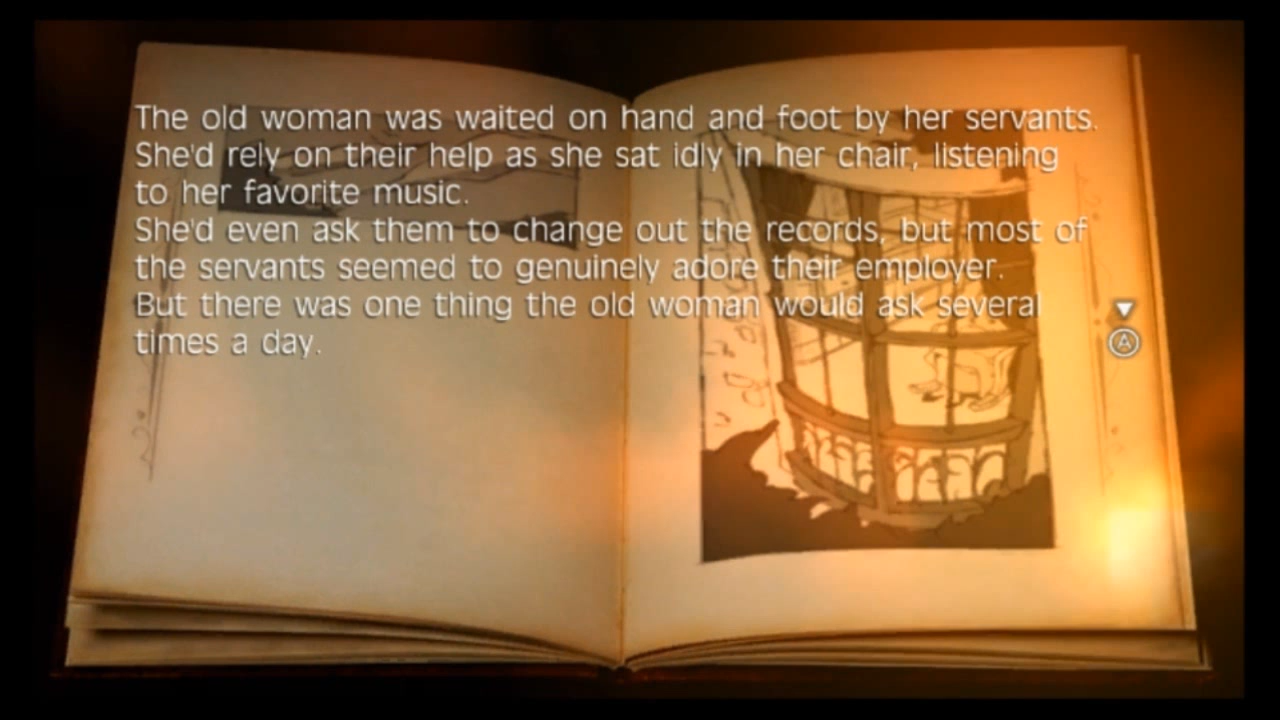 The old woman was waited on hand and foot by her servants.
She'd rely on their help as she sat idly in her chair, listening
to her favorite music.
She'd even ask them to change out the records, but most of
the servants seemed to genuinely adore their employer.
But there was one thing the old woman would ask several
times a day.
A